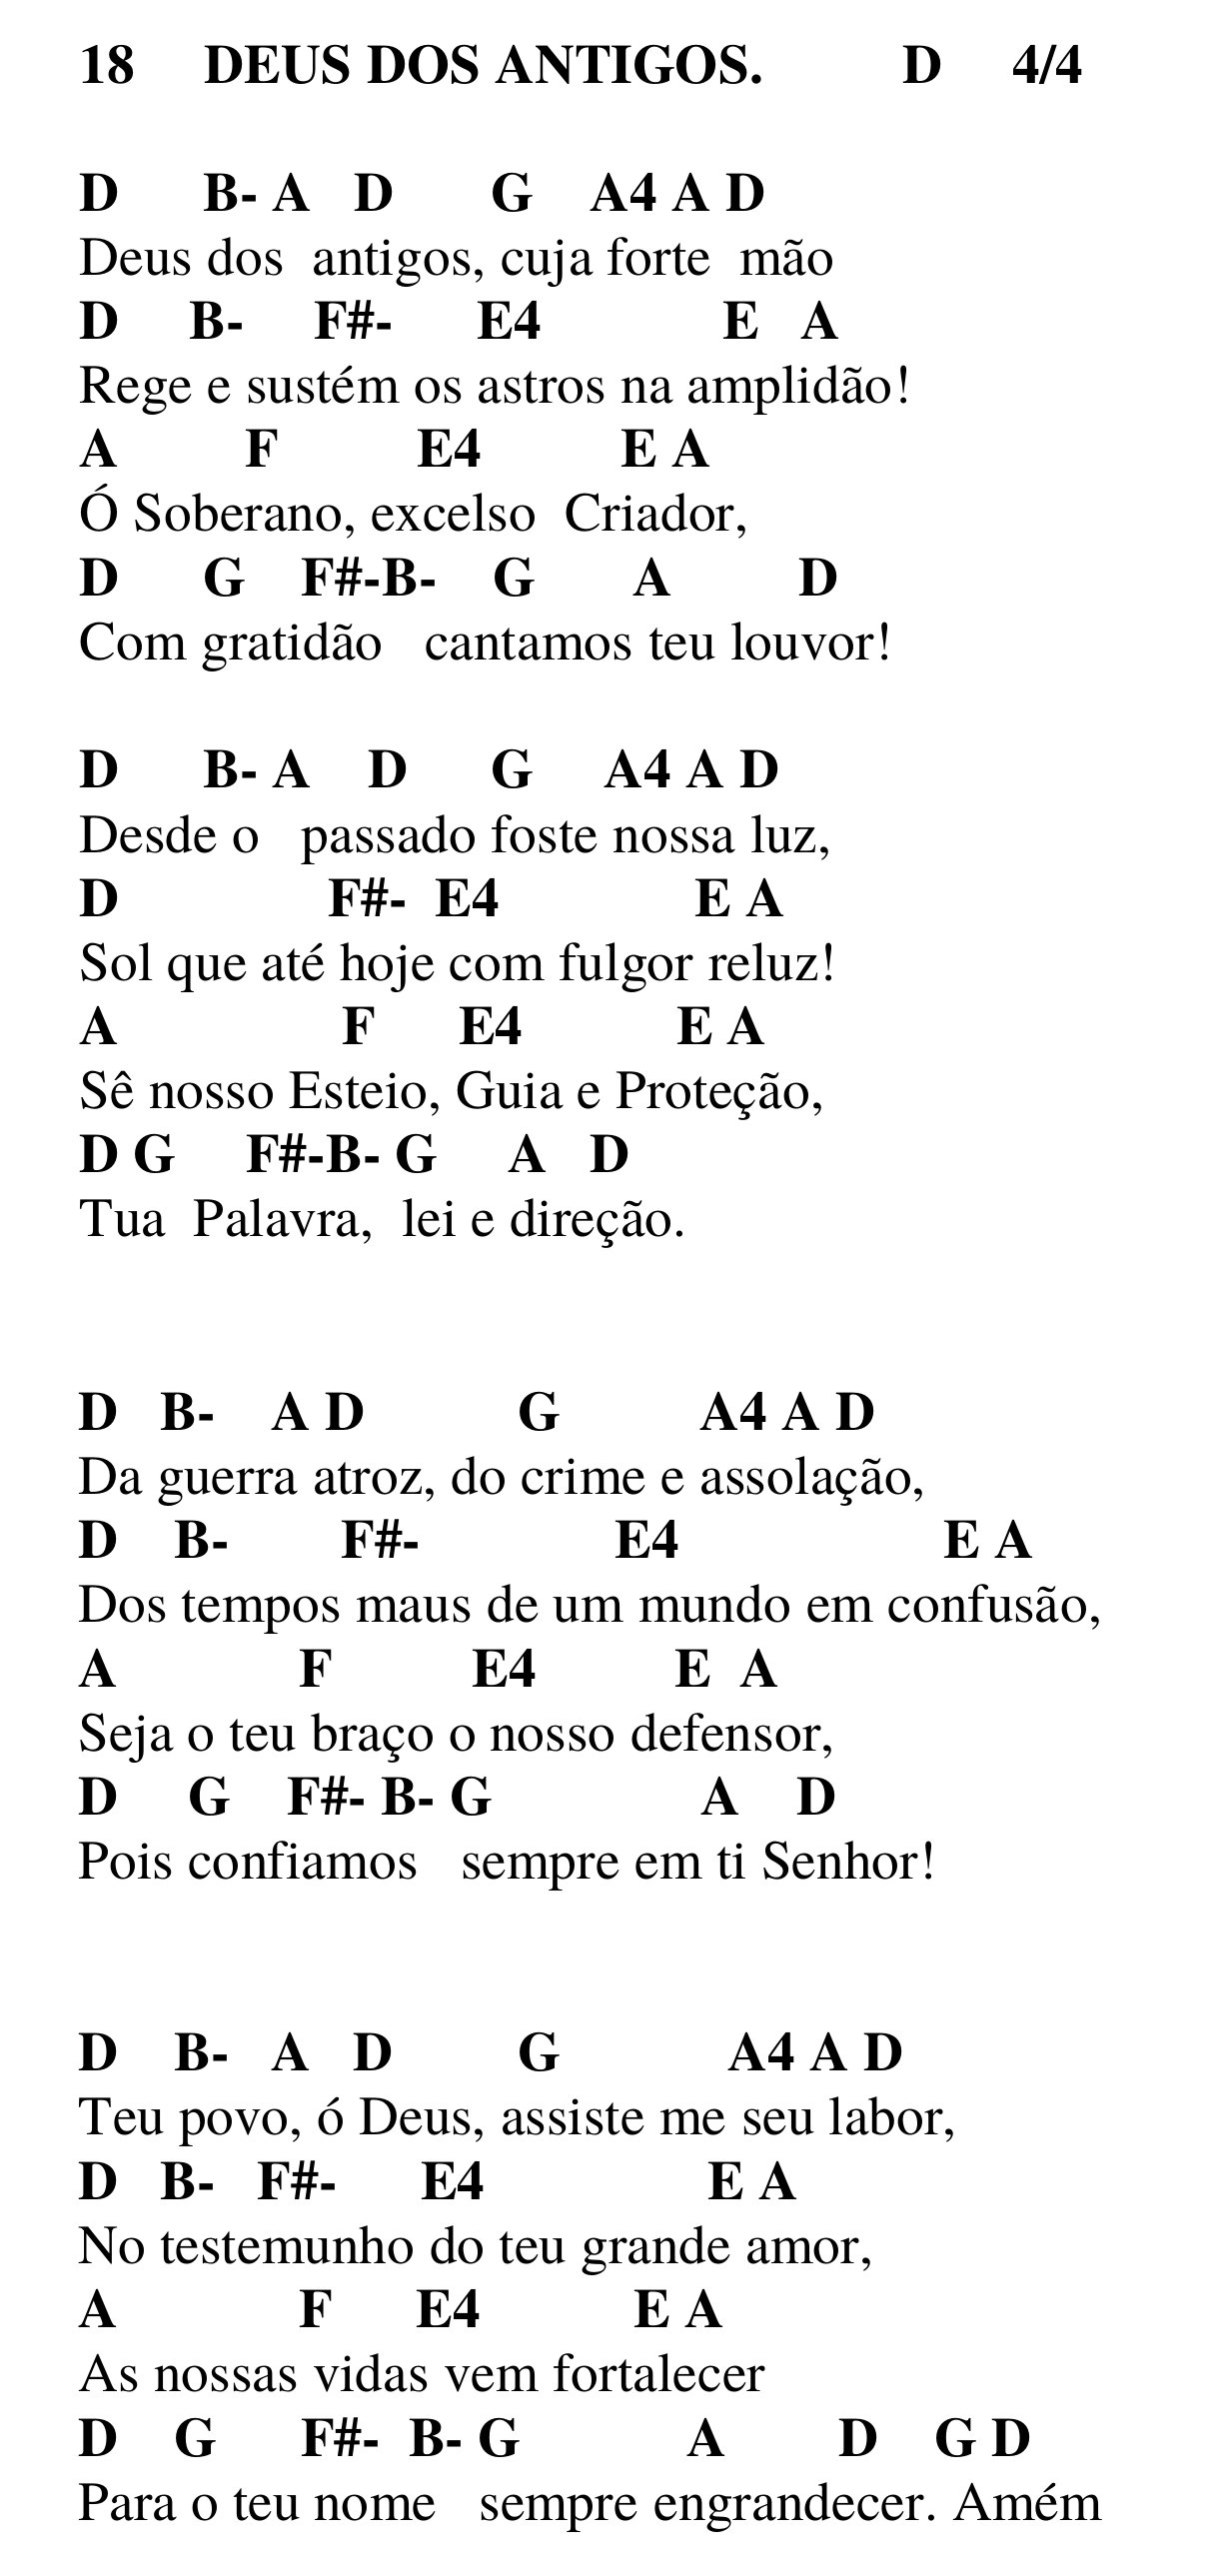 18     DEUS DOS ANTIGOS.          D     4/4
D      B- A   D       G    A4 A D
Deus dos  antigos, cuja forte  mão
D     B-     F#-      E4             E   A
Rege e sustém os astros na amplidão!
A         F          E4          E A
Ó Soberano, excelso  Criador,
D      G    F#-B-    G       A         D
Com gratidão   cantamos teu louvor!
D      B- A    D      G     A4 A D
Desde o   passado foste nossa luz,
D               F#-  E4              E A
Sol que até hoje com fulgor reluz!
A                F      E4           E A
Sê nosso Esteio, Guia e Proteção,
D G     F#-B- G     A   D
Tua  Palavra,  lei e direção.
D   B-    A D           G          A4 A D
Da guerra atroz, do crime e assolação,
D    B-        F#-              E4                   E A
Dos tempos maus de um mundo em confusão,
A             F          E4          E  A
Seja o teu braço o nosso defensor,
D     G    F#- B- G               A    D
Pois confiamos   sempre em ti Senhor!
D    B-   A   D         G            A4 A D
Teu povo, ó Deus, assiste me seu labor,
D   B-   F#-      E4                E A
No testemunho do teu grande amor,
A             F      E4           E A
As nossas vidas vem fortalecer
D    G      F#-  B- G            A        D    G D
Para o teu nome   sempre engrandecer. Amém